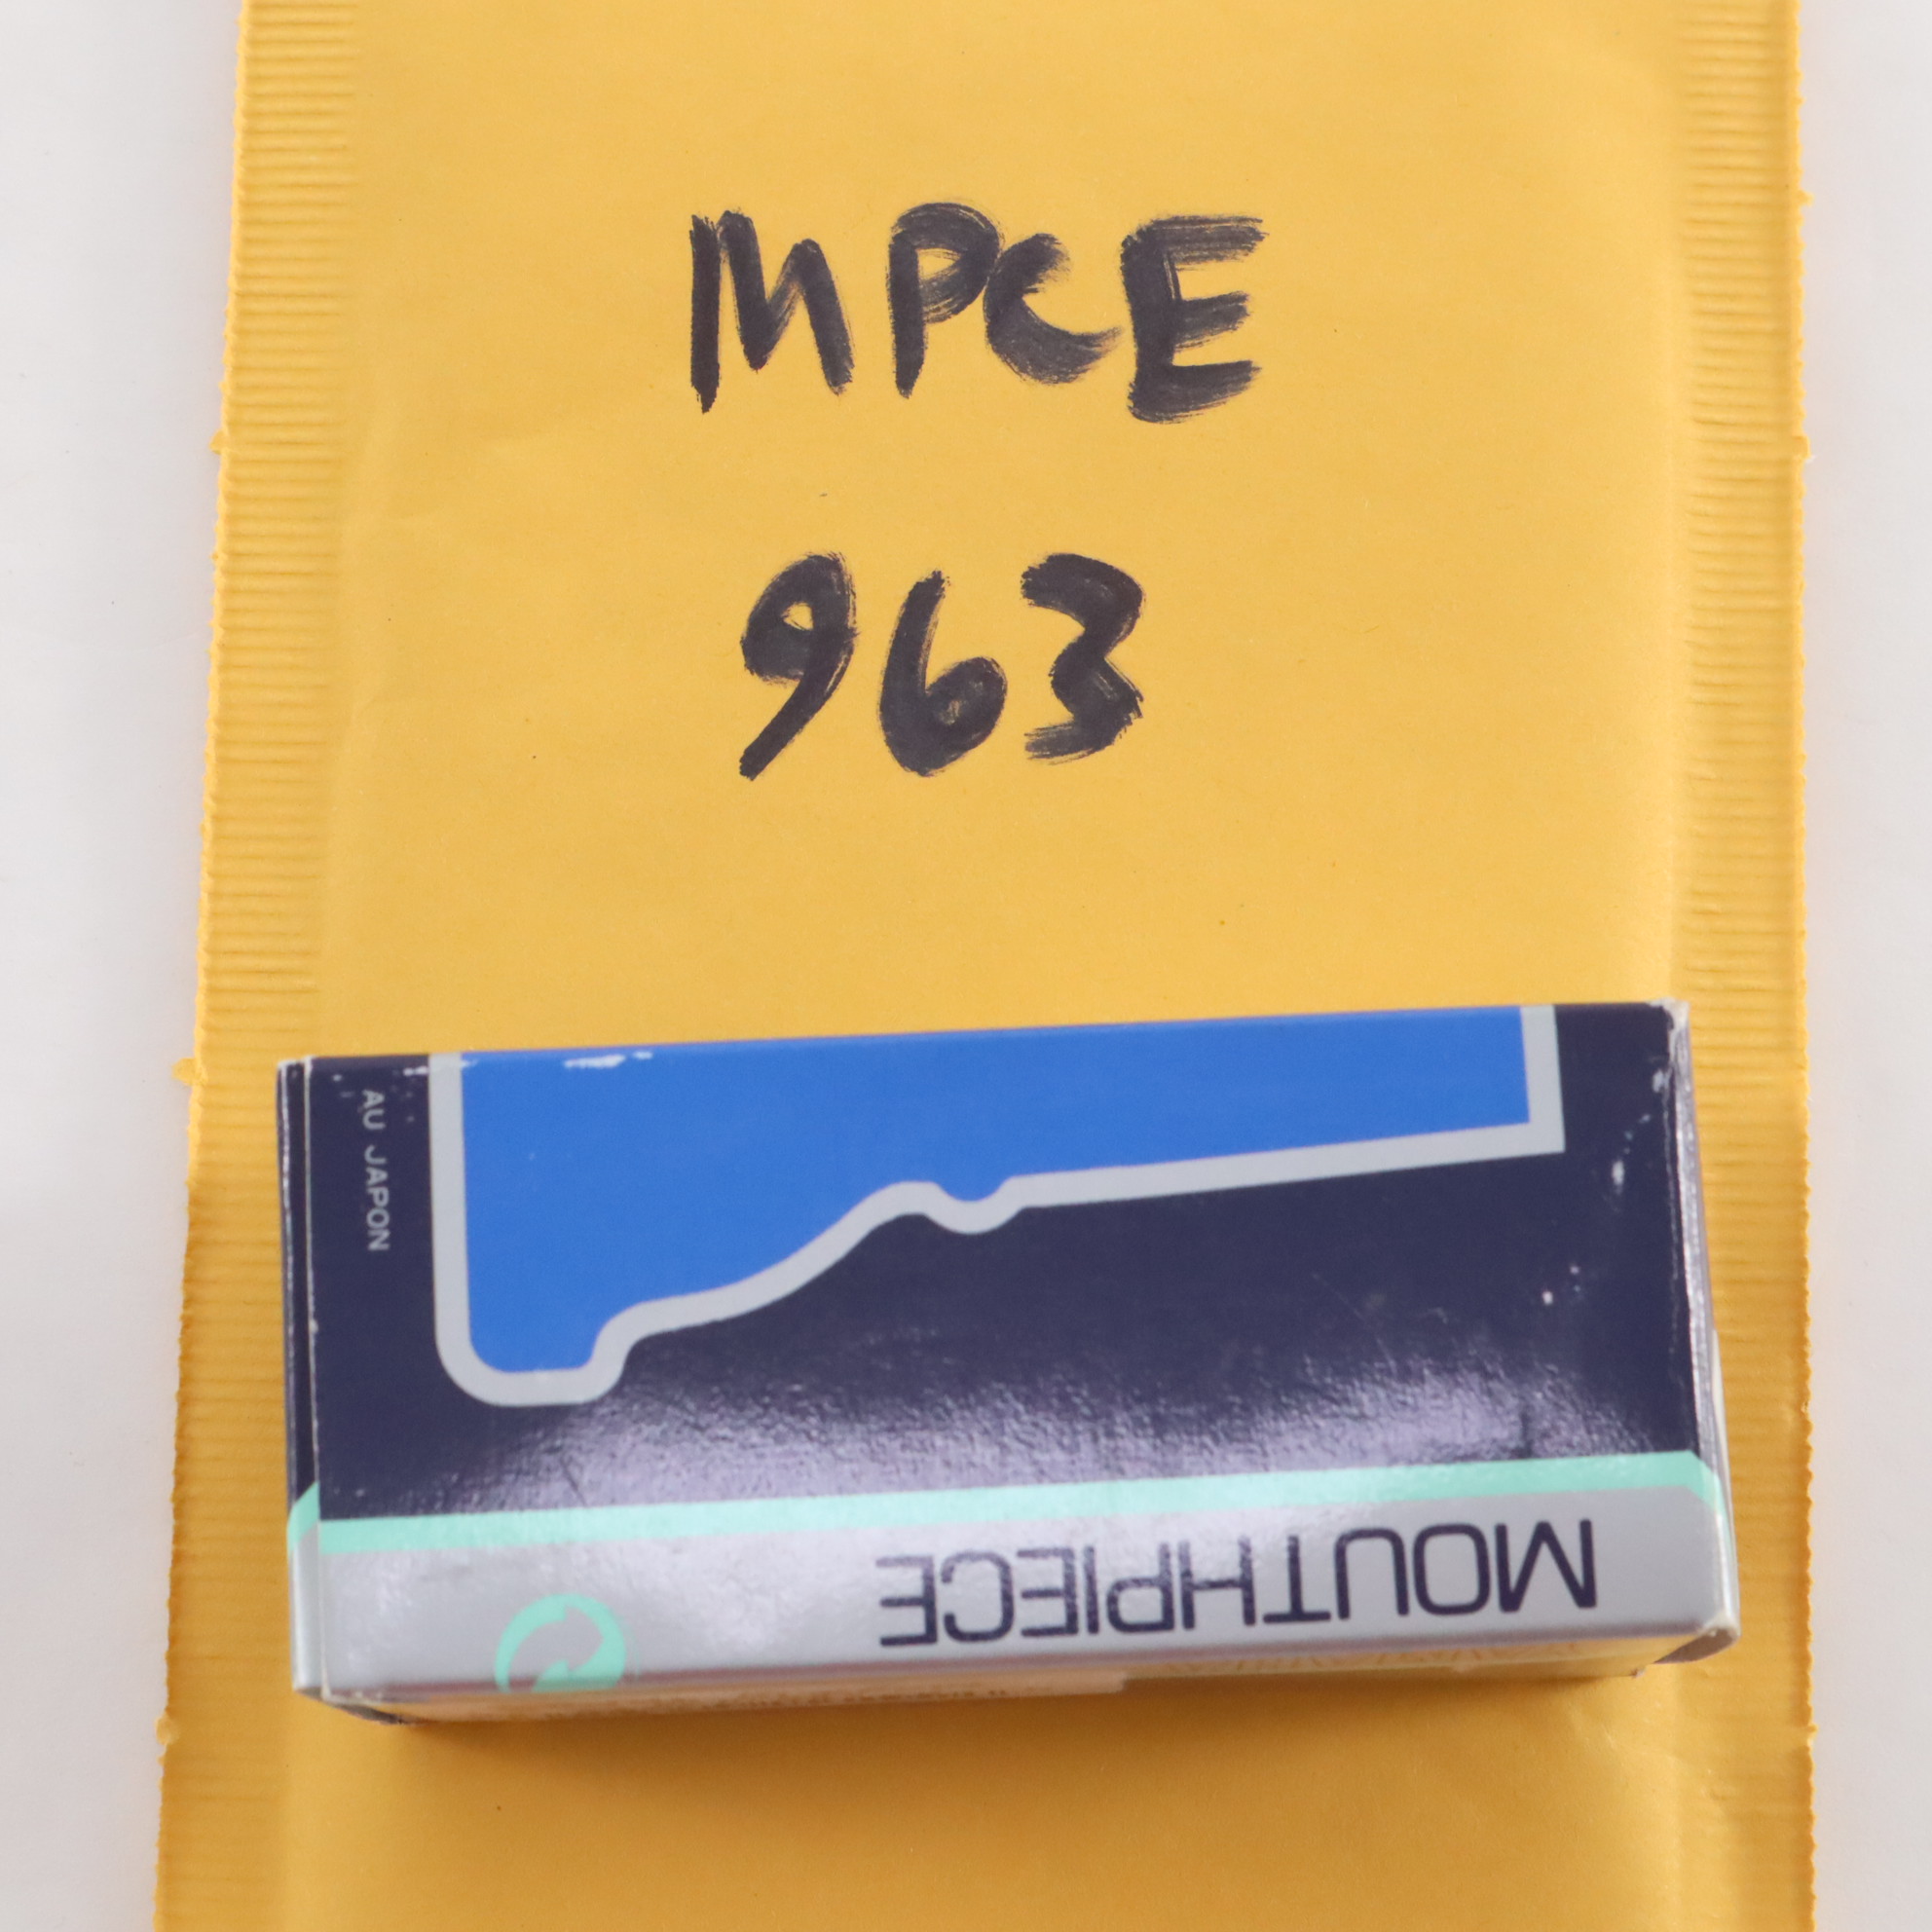 MPCE
963
AU JAPON
MOUTHPIECE